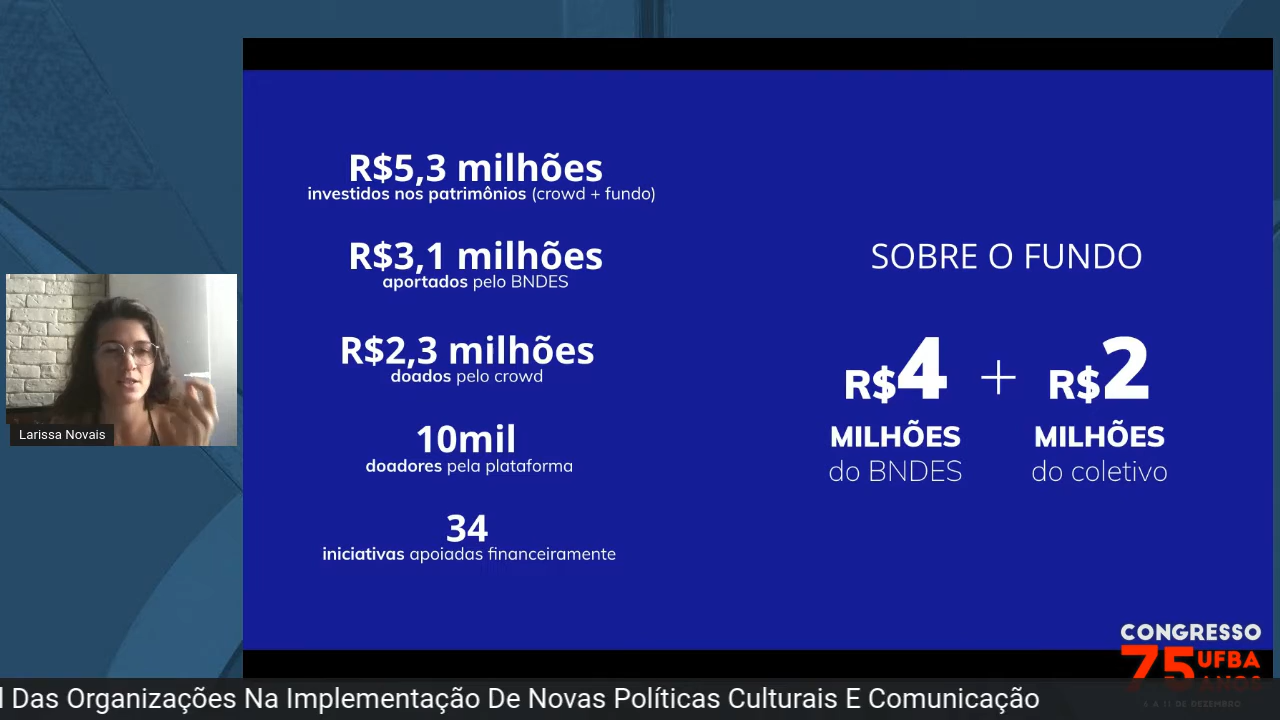 R$5,3 milhões
investidos nos patrimônios (crowd + fundo)
R$3,1 milhões
aportados pelo BNDES
R$2,3 milhões
doados pelo crowd
10mil
doadores pela plataforma
34
iniciativas apoiadas financeiramente
SOBRE O FUNDO
R$4 + R$2
MILHÕES MILHÕES
do BNDES do coletivo
Larissa Novais
CONGRESSO
75 UFBA
ANOS
Das Organizações Na Implementação De Novas Políticas Culturais E Comunicação